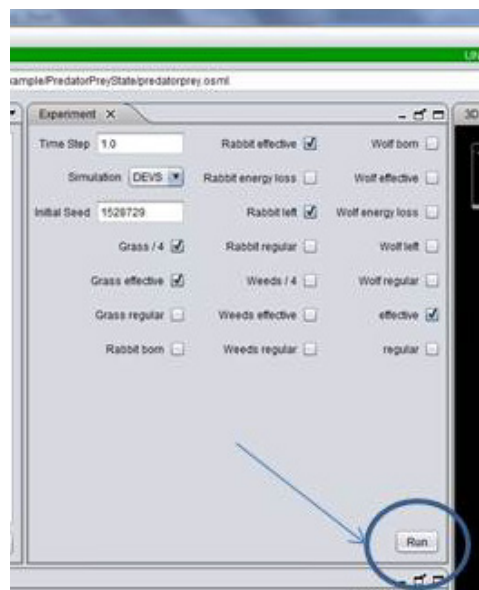 ample/PredatorPreyState/predatorprey.osml
Experiment
3D
Time Step 1.0 Rabbit effective Wolf born
Simulation DEVS Rabbit energy loss Wolf effective
Initial Seed 1528729 Rabbit left Wolf energy loss
Grass / 4 Rabbit regular Wolf left
Grass effective Weeds / 4 Wolf regular
Grass regular Weeds effective effective
Rabbit born Weeds regular regular
Run